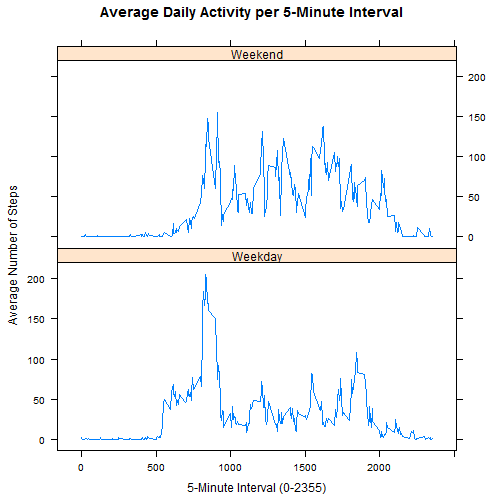 Average Daily Activity per 5-Minute Interval
Weekend
200
150
100
50
0
Weekday
200
150
100
50
0
0 500 1000 1500 2000
Average Number of Steps
5-Minute Interval (0-2355)